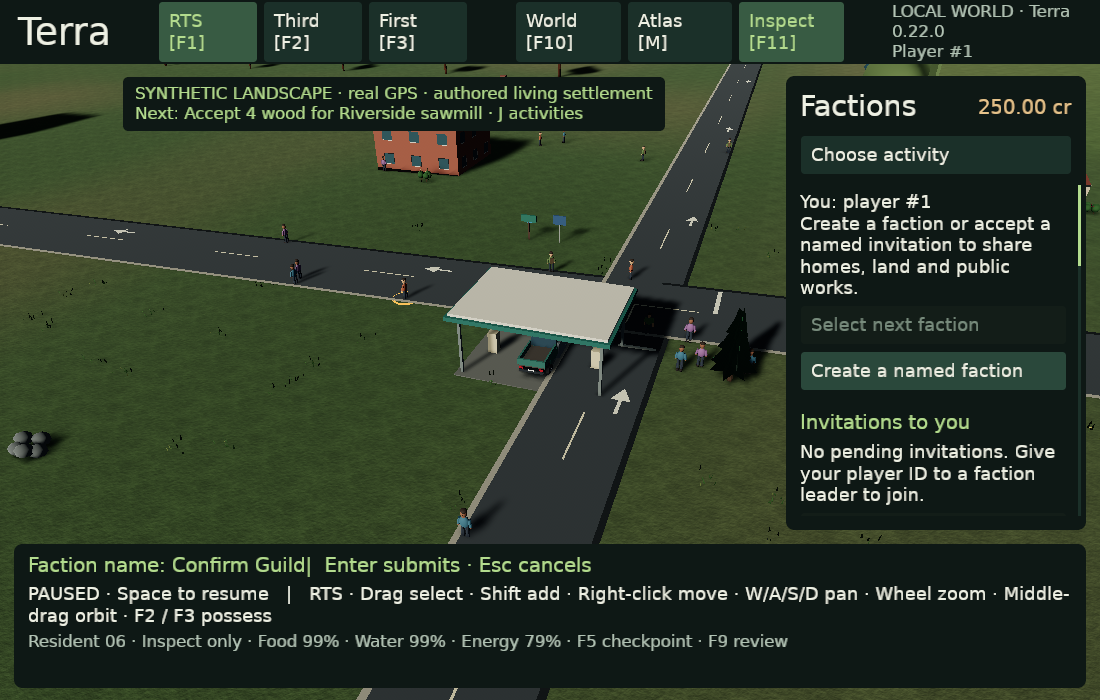 Terra
RTS
[F1]
Third
[F2]
First
[F3]
World
[F10]
Atlas
[M]
Inspect
[F11]
LOCAL WORLD · Terra
0.22.0
Player #1
SYNTHETIC LANDSCAPE · real GPS · authored living settlement
Next: Accept 4 wood for Riverside sawmill · J activities
Factions
250.00 cr
Choose activity
You: player #1
Create a faction or accept a
named invitation to share
homes, land and public
works.
Select next faction
Create a named faction
Invitations to you
No pending invitations. Give
your player ID to a faction
leader to join.
Faction name: Confirm Guild|  Enter submits · Esc cancels
PAUSED · Space to resume   |   RTS · Drag select · Shift add · Right-click move · W/A/S/D pan · Wheel zoom · Middle-
drag orbit · F2 / F3 possess
Resident 06 · Inspect only · Food 99% · Water 99% · Energy 79% · F5 checkpoint · F9 review